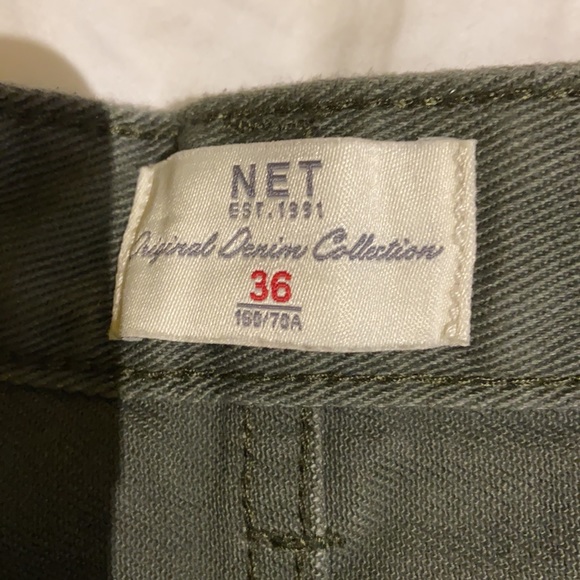 NET
EST.1991
Original Denim Collection
36
160/70A